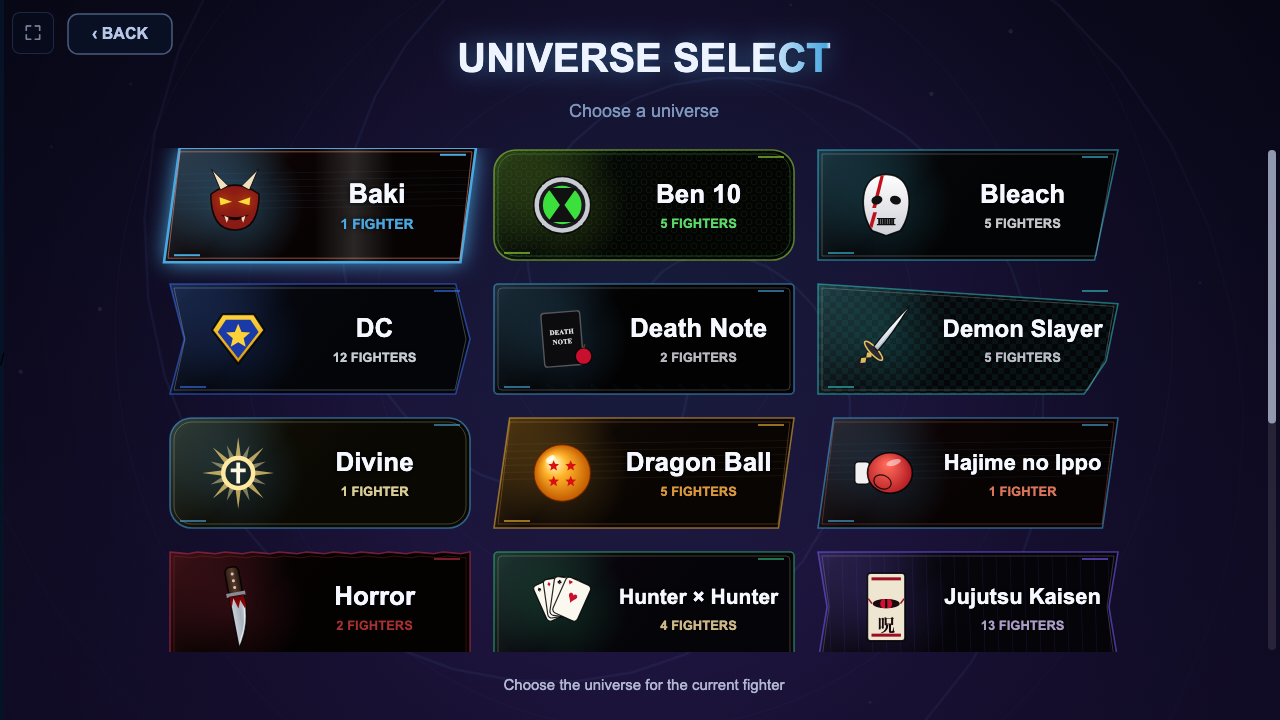 ‹ BACK
UNIVERSE SELECT
Choose a universe
Baki
1 FIGHTER
Ben 10
5 FIGHTERS
Bleach
5 FIGHTERS
DC
12 FIGHTERS
DEATH
NOTE
Death Note
2 FIGHTERS
Demon Slayer
5 FIGHTERS
Divine
1 FIGHTER
Dragon Ball
5 FIGHTERS
Hajime no Ippo
1 FIGHTER
Horror
2 FIGHTERS
Hunter × Hunter
4 FIGHTERS
呪
Jujutsu Kaisen
13 FIGHTERS
Choose the universe for the current fighter